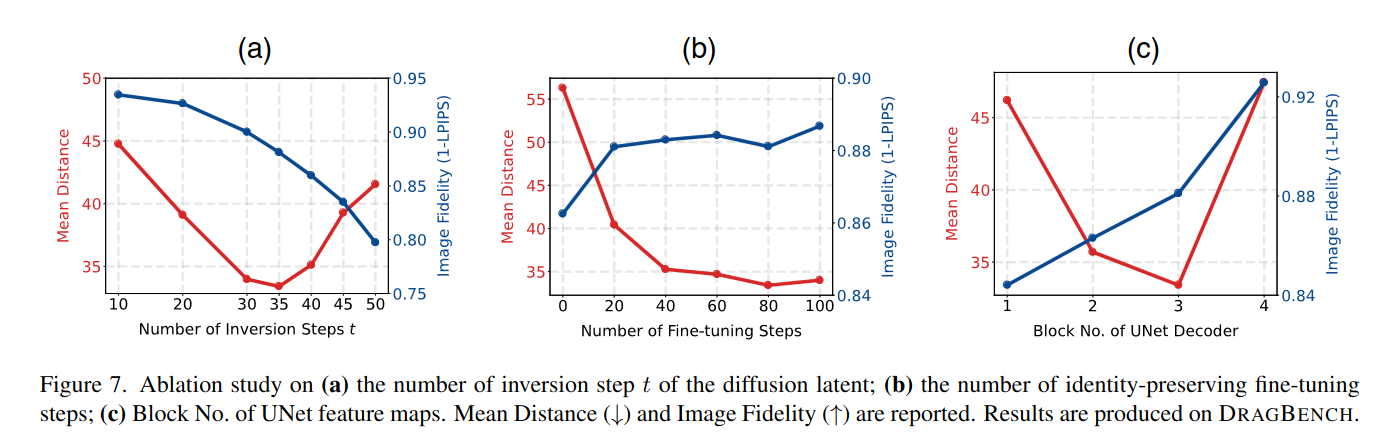 (a)
50
45
40
35
Mean Distance
0.95
0.90
0.85
0.80
0.75
Image Fidelity (1-LPIPS)
10 20 30 35 40 45 50
Number of Inversion Steps t
(b)
55
50
45
40
35
Mean Distance
0.90
0.88
0.86
0.84
Image Fidelity (1-LPIPS)
0 20 40 60 80 100
Number of Fine-tuning Steps
(c)
45
40
35
Mean Distance
0.92
0.88
0.84
Image Fidelity (1-LPIPS)
1 2 3 4
Block No. of UNet Decoder
Figure 7. Ablation study on (a) the number of inversion step t of the diffusion latent; (b) the number of identity-preserving fine-tuning
steps; (c) Block No. of UNet feature maps. Mean Distance (↓) and Image Fidelity (↑) are reported. Results are produced on DRAGBENCH.